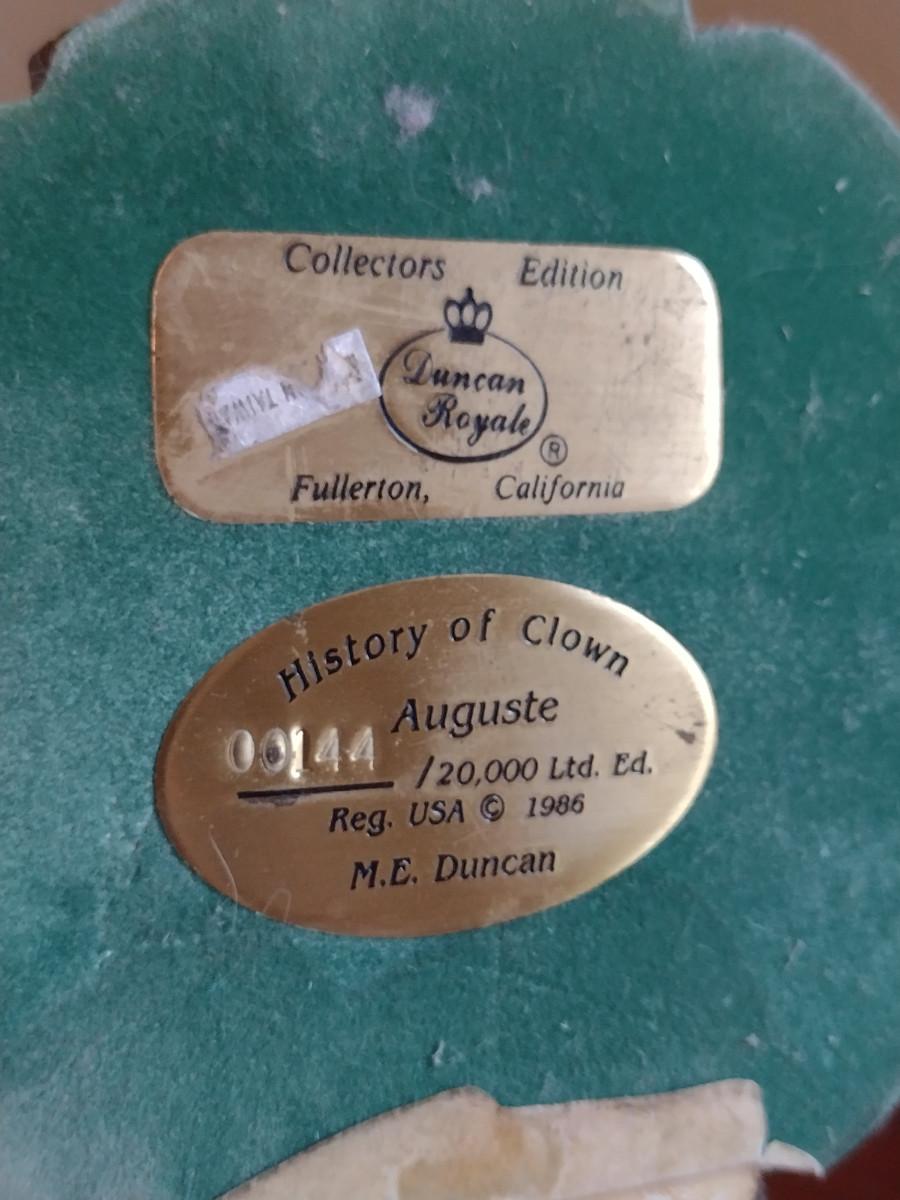 Collectors Edition
Duncan
Royale
®
Fullerton, California
History of Clown
Auguste
00144 /20,000 Ltd. Ed.
Reg. USA © 1986
M.E. Duncan